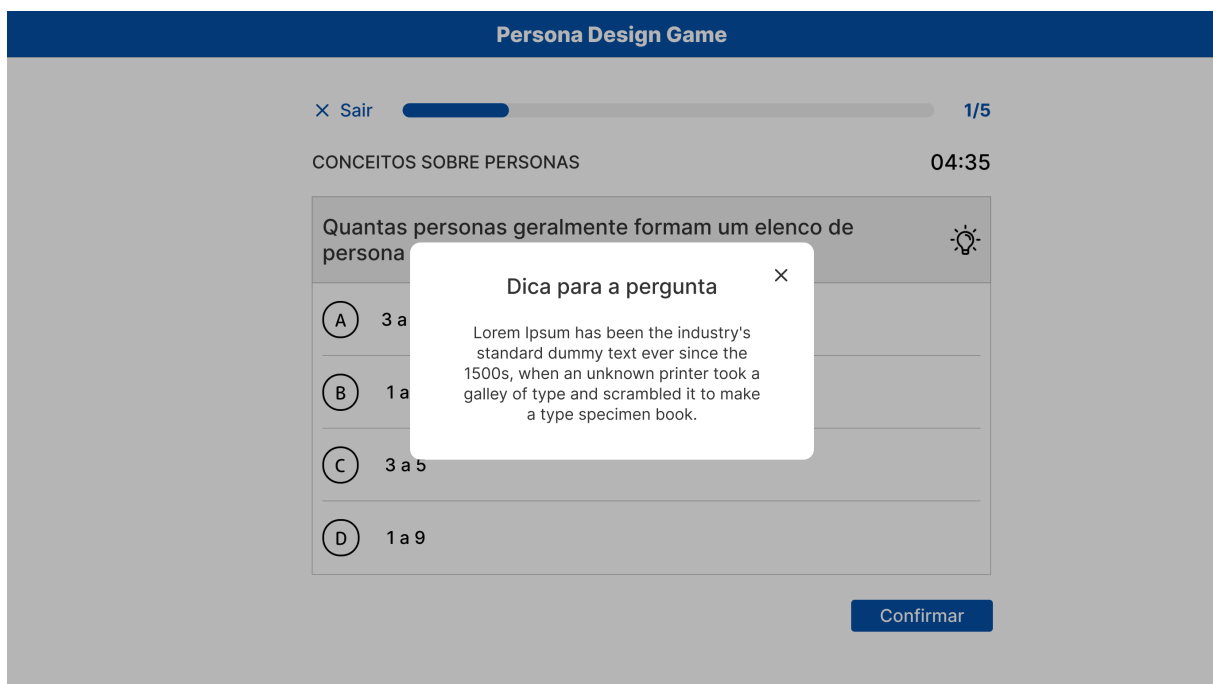 Persona Design Game
Sair
1/5
CONCEITOS SOBRE PERSONAS
04:35
Quantas personas geralmente formam um elenco de
persona
Dica para a pergunta
Lorem Ipsum has been the industry's
standard dummy text ever since the
1500s, when an unknown printer took a
galley of type and scrambled it to make
a type specimen book.
A 3 a
B 1 a
C 3 a 5
D 1 a 9
Confirmar